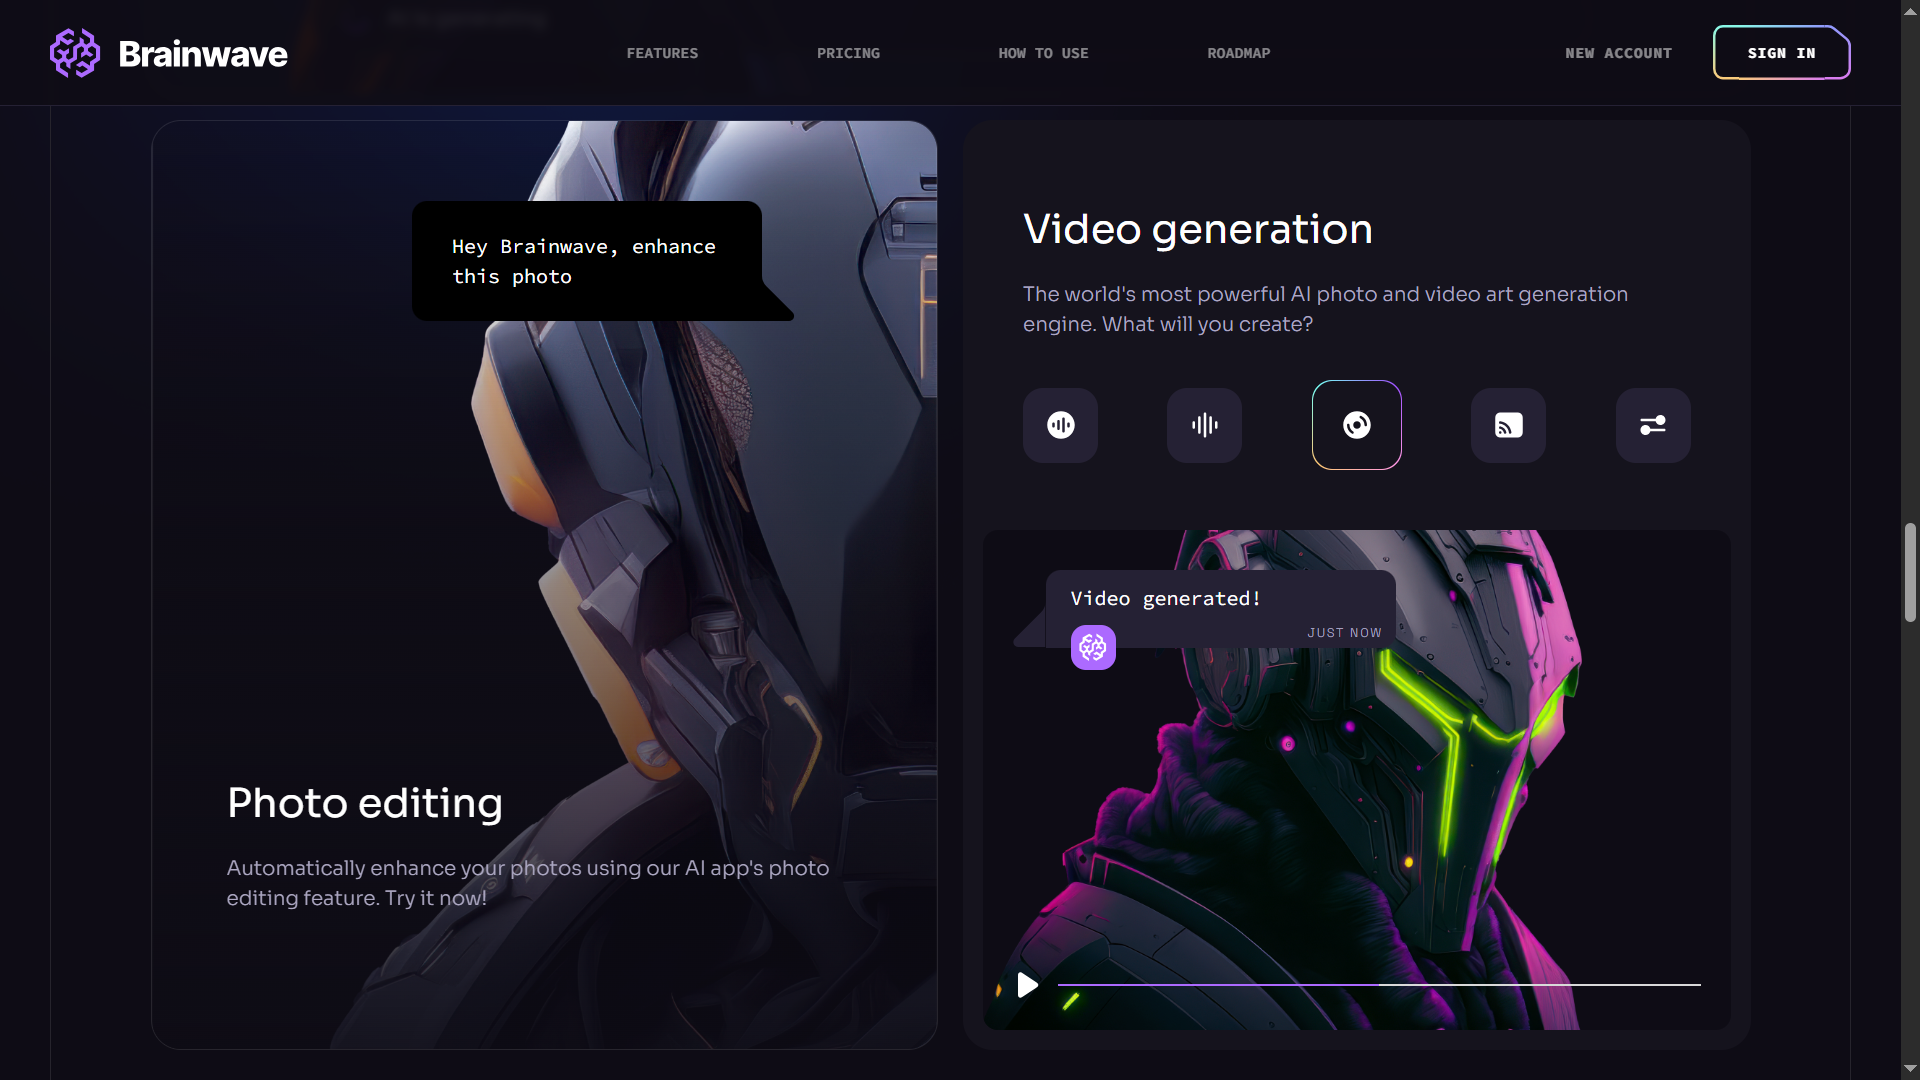 Brainwave
FEATURES
PRICING
HOW TO USE
ROADMAP
NEW ACCOUNT
SIGN IN
Hey Brainwave, enhance
this photo
Photo editing
Automatically enhance your photos using our AI app's photo
editing feature. Try it now!
Video generation
The world's most powerful AI photo and video art generation
engine. What will you create?
Video generated!
JUST NOW